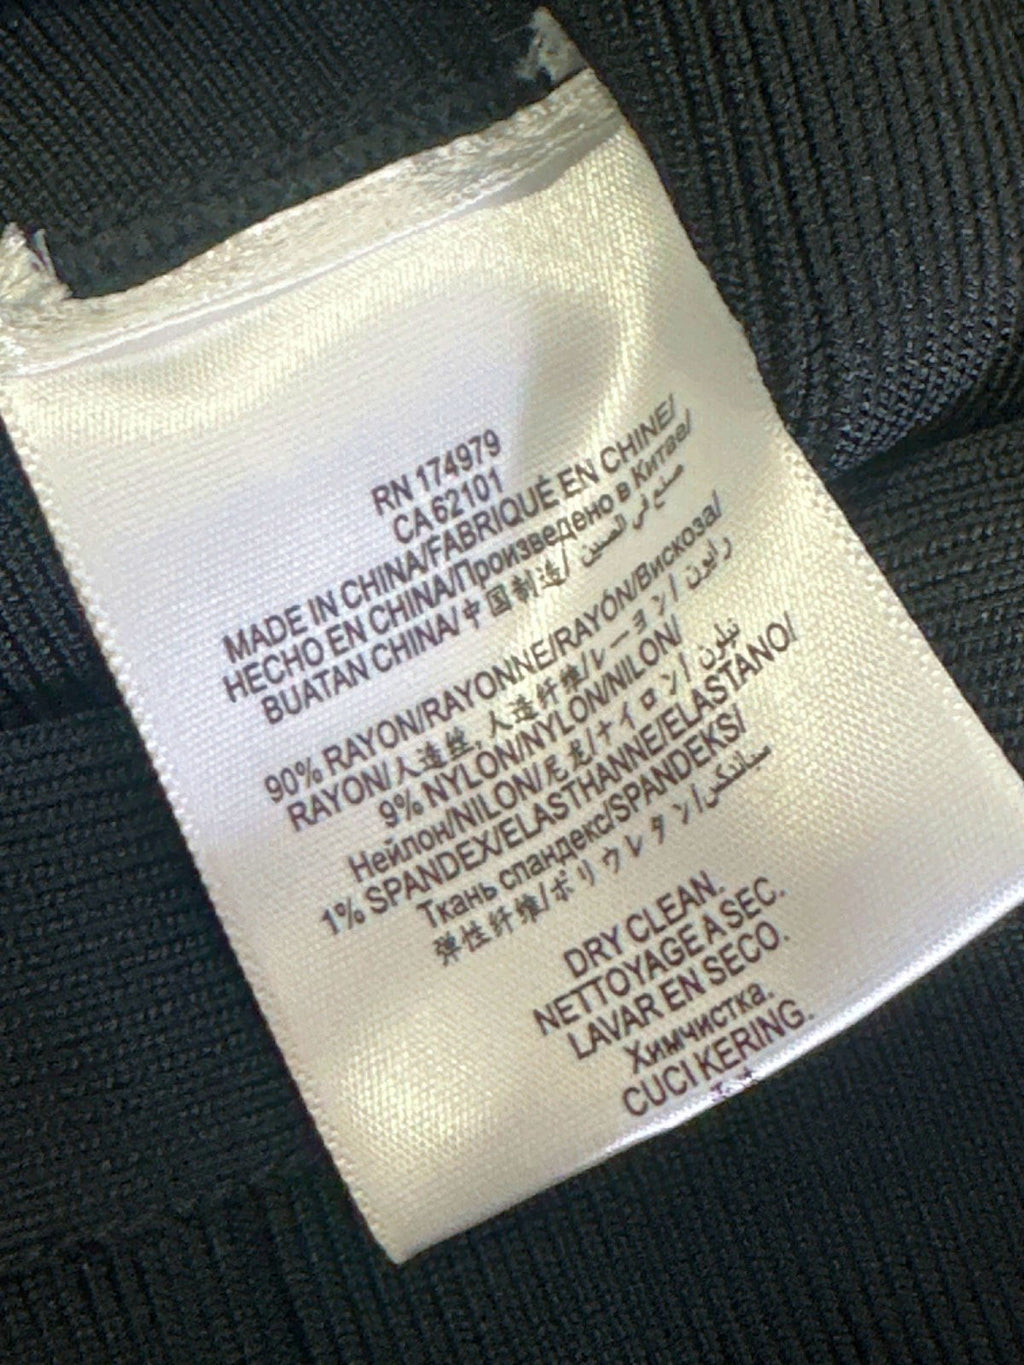 RN 174979
CA 62101
MADE IN CHINA/FABRIQUÉ EN CHINE/
HECHO EN CHINA/Произведено в Китае/
BUATAN CHINA/中国制造/ صنع في الصين
90% RAYON/RAYONNE/RAYÓN/Вискоза/
RAYON/人造丝, 人造纤维/レーヨン/ رايون
9% NYLON/NYLON/NILON/
Нейлон/NILON/尼龙/ナイロン/ نيلون
1% SPANDEX/ELASTHANNE/ELASTANO/
Ткань спандекс/SPANDEKS/
弹性纤维/ポリウレタン/سباندكس
DRY CLEAN.
NETTOYAGE A SEC.
LAVAR EN SECO.
Химчистка.
CUCI KERING.